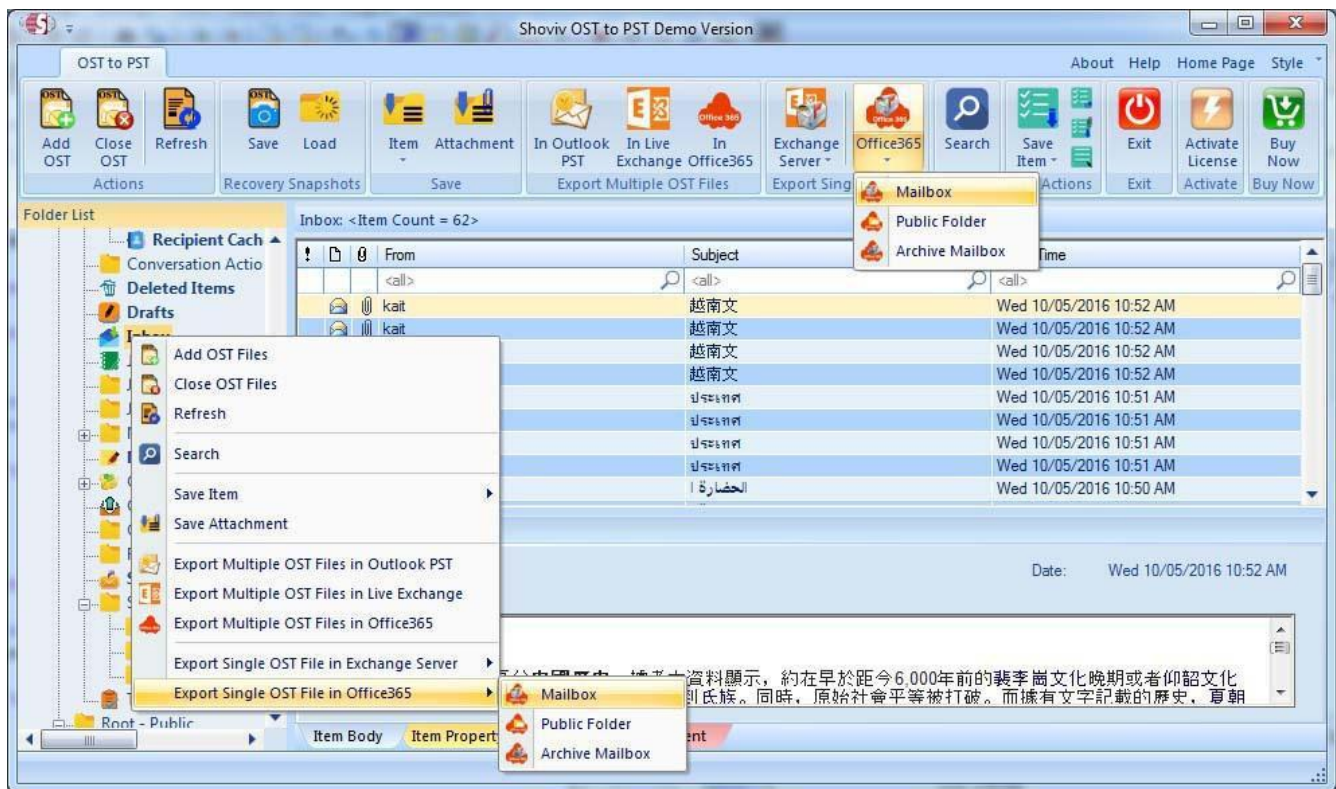 Shoviv OST to PST Demo Version
OST to PST
About Help Home Page Style
Add OST
Close OST
Refresh
Save
Load
Item
Attachment
In Outlook PST
In Live Exchange
In Office365
Exchange Server
Office365
Search
Save Item
Exit
Activate License
Buy Now
Actions
Recovery Snapshots
Save
Export Multiple OST Files
Export Sing
Actions
Exit
Activate
Buy Now
Mailbox
Public Folder
Archive Mailbox
Folder List
Recipient Cach
Conversation Actio
Deleted Items
Drafts
Inbox
Root - Public
Inbox: <Item Count = 62>
From Subject Time
<all> <all> <all>
kait 越南文 Wed 10/05/2016 10:52 AM
kait 越南文 Wed 10/05/2016 10:52 AM
越南文 Wed 10/05/2016 10:52 AM
越南文 Wed 10/05/2016 10:52 AM
ประเทศ Wed 10/05/2016 10:51 AM
ประเทศ Wed 10/05/2016 10:51 AM
ประเทศ Wed 10/05/2016 10:51 AM
ประเทศ Wed 10/05/2016 10:51 AM
الحضارة ا Wed 10/05/2016 10:50 AM
Add OST Files
Close OST Files
Refresh
Search
Save Item
Save Attachment
Export Multiple OST Files in Outlook PST
Export Multiple OST Files in Live Exchange
Export Multiple OST Files in Office365
Export Single OST File in Exchange Server
Export Single OST File in Office365
Mailbox
Public Folder
Archive Mailbox
Date: Wed 10/05/2016 10:52 AM
資料顯示，約在早於距今6,000年前的裴李崗文化晚期或者仰韶文化
氏族。同時，原始社會平等被打破。而據有文字記載的歷史，夏朝
Item Body Item Property ent